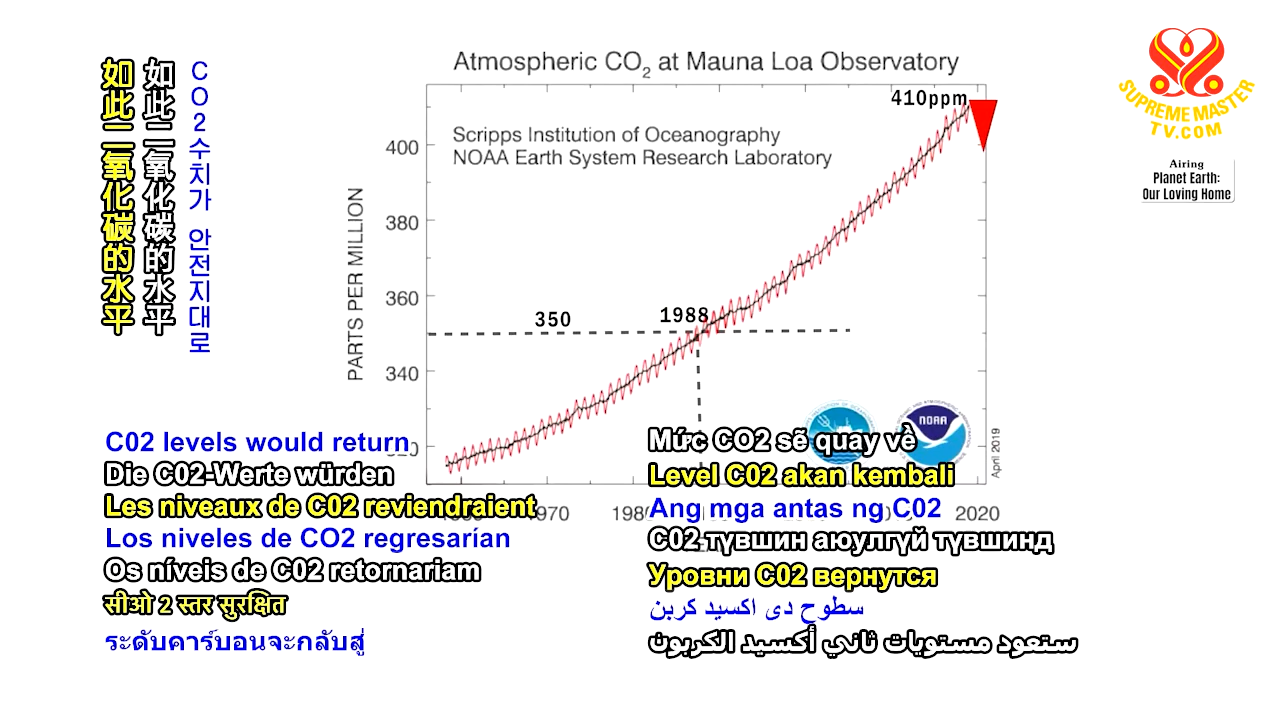 如此二氧化碳的水平
如此二氧化碳的水平
CO2수치가 안전지대로
Atmospheric CO2 at Mauna Loa Observatory
410ppm
Scripps Institution of Oceanography
NOAA Earth System Research Laboratory
PARTS PER MILLION
400
380
360
340
350
1988
1970
2020
April 2019
NOAA
SUPREME MASTER
TV.COM
Airing
Planet Earth:
Our Loving Home
C02 levels would return
Die C02-Werte würden
Les niveaux de C02 reviendraient
Los niveles de CO2 regresarían
Os níveis de C02 retornariam
सीओ 2 स्तर सुरक्षित
ระดับคาร์บอนจะกลับสู่
Mức CO2 sẽ quay về
Level C02 akan kembali
Ang mga antas ng C02
C02 түвшин аюулгүй түвшинд
Уровни C02 вернутся
سطوح دی اکسید کربن
ستعود مستويات ثاني أكسيد الكربون